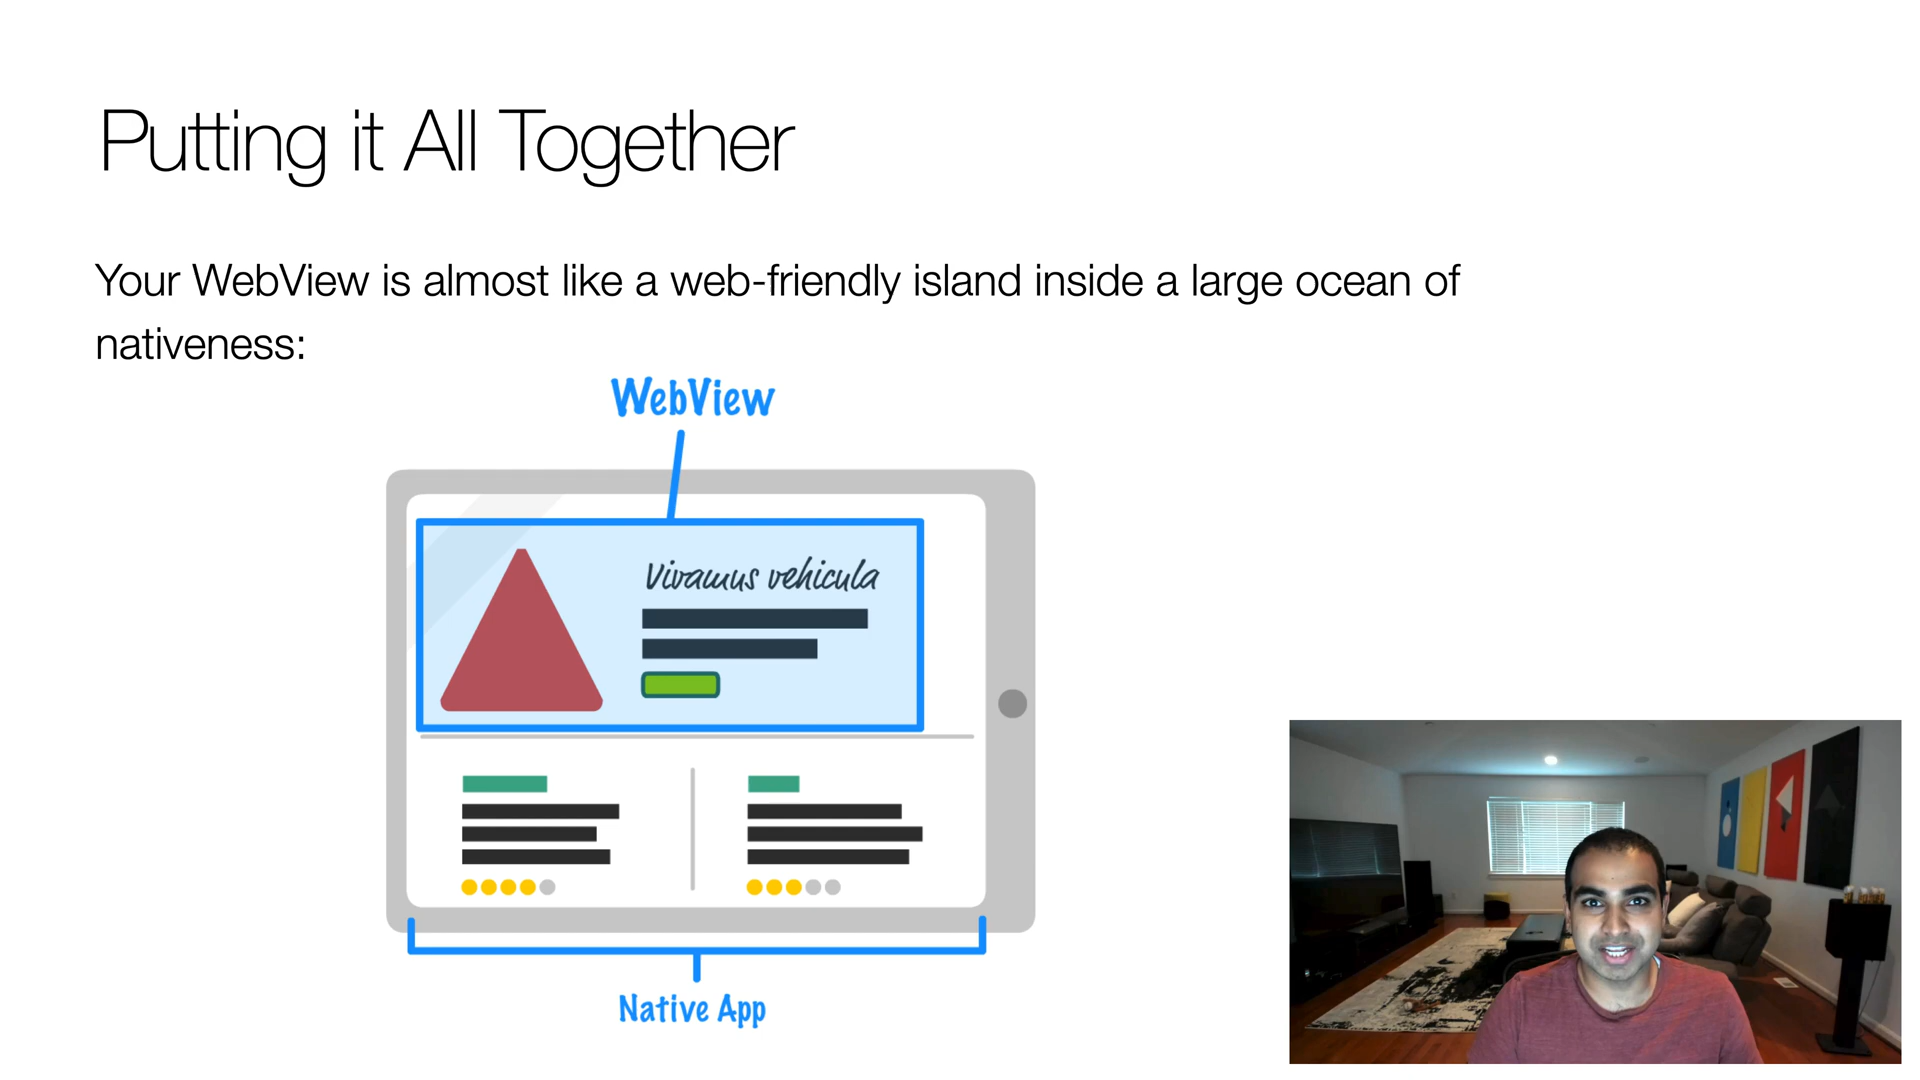 Putting it All Together
Your WebView is almost like a web-friendly island inside a large ocean of
nativeness:
WebView
Vivamus vehicula
Native App